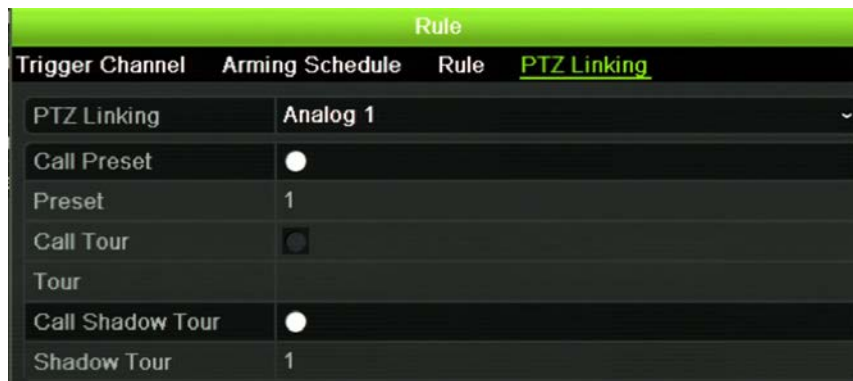 Rule
Trigger Channel Arming Schedule Rule PTZ Linking
PTZ Linking Analog 1
Call Preset
Preset 1
Call Tour
Tour
Call Shadow Tour
Shadow Tour 1